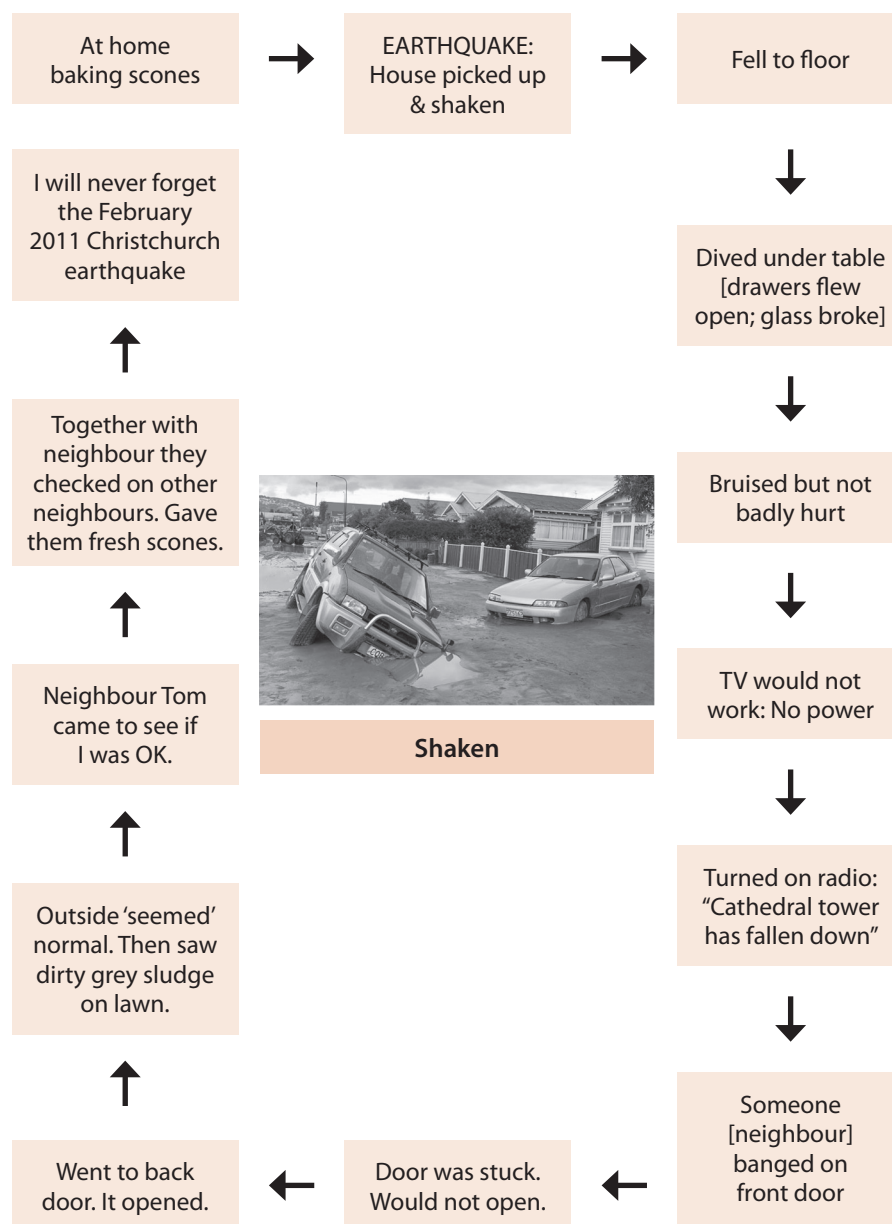 At home
baking scones
EARTHQUAKE:
House picked up
& shaken
Fell to floor
Dived under table
[drawers flew
open; glass broke]
Bruised but not
badly hurt
TV would not
work: No power
Turned on radio:
“Cathedral tower
has fallen down”
Someone
[neighbour]
banged on
front door
Door was stuck.
Would not open.
Went to back
door. It opened.
Outside ‘seemed’
normal. Then saw
dirty grey sludge
on lawn.
Neighbour Tom
came to see if
I was OK.
Together with
neighbour they
checked on other
neighbours. Gave
them fresh scones.
I will never forget
the February
2011 Christchurch
earthquake
Shaken